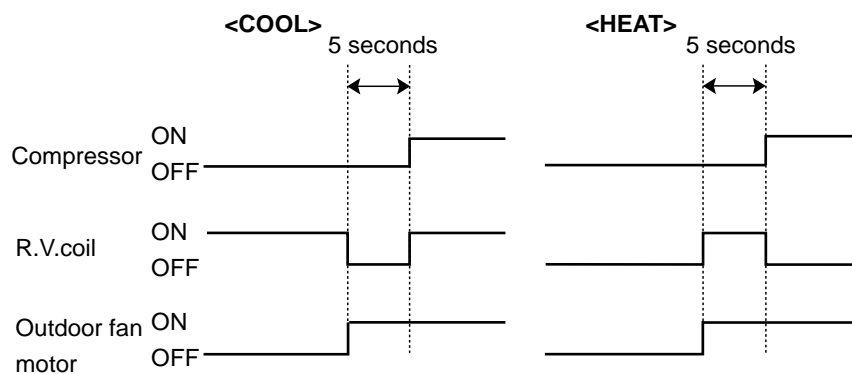 <COOL>
5 seconds
<HEAT>
5 seconds
Compressor
ON
OFF
R.V.coil
ON
OFF
Outdoor fan
motor
ON
OFF